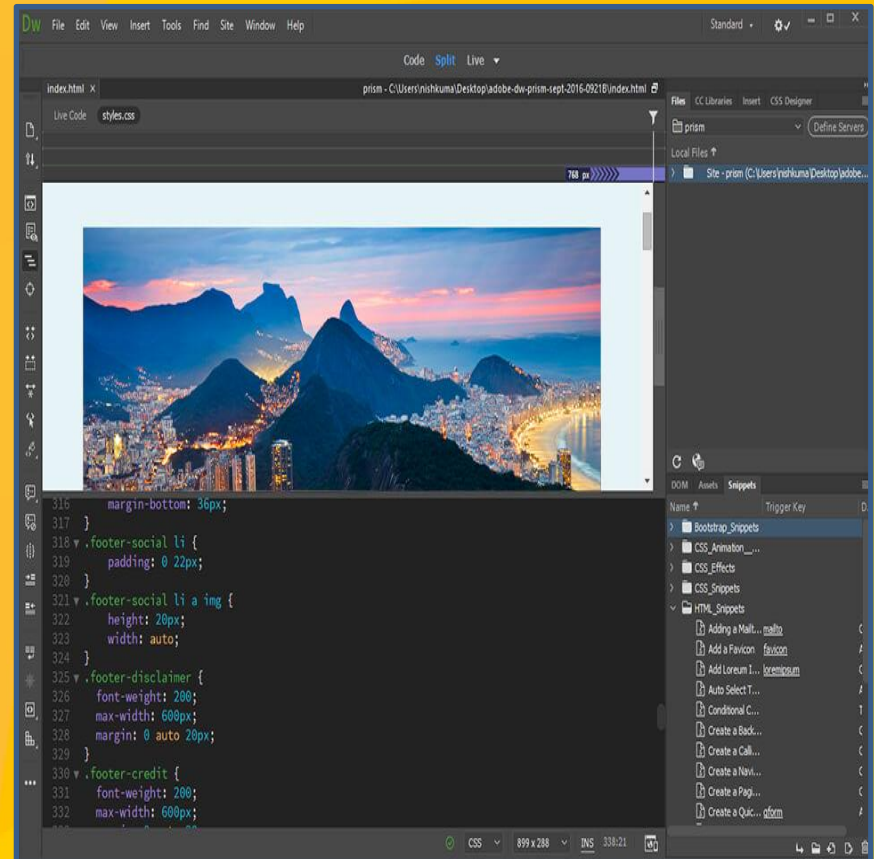 Dw File Edit View Insert Tools Find Site Window Help
Standard
Code Split Live
index.html × prism - C:\Users\nishkuma\Desktop\adobe-dw-prism-sept-2016-09218\index.html
Live Code styles.css
768 px
Files CC Libraries Insert CSS Designer
prism Define Servers
Local Files
Site - prism (C:\Users\nishkuma\Desktop\adobe...
316 margin-bottom: 36px;
317 }
318 .footer-social li {
319 padding: 0 22px;
320 }
321 .footer-social li a img {
322 height: 20px;
323 width: auto;
324 }
325 .footer-disclaimer {
326 font-weight: 200;
327 max-width: 600px;
328 margin: 0 auto 20px;
329 }
330 .footer-credit {
331 font-weight: 200;
332 max-width: 600px;
CSS 899 x 288 INS 338:21
DOM Assets Snippets
Name Trigger Key D.
Bootstrap_Snippets
CSS_Animation__...
CSS_Effects
CSS_Snippets
HTML_Snippets
Adding a Mailt... mailto
Add a Favicon favicon
Add Loreum I... loremipsum
Auto Select T...
Conditional C...
Create a Back...
Create a Calli...
Create a Navi...
Create a Pagi...
Create a Quic... qform